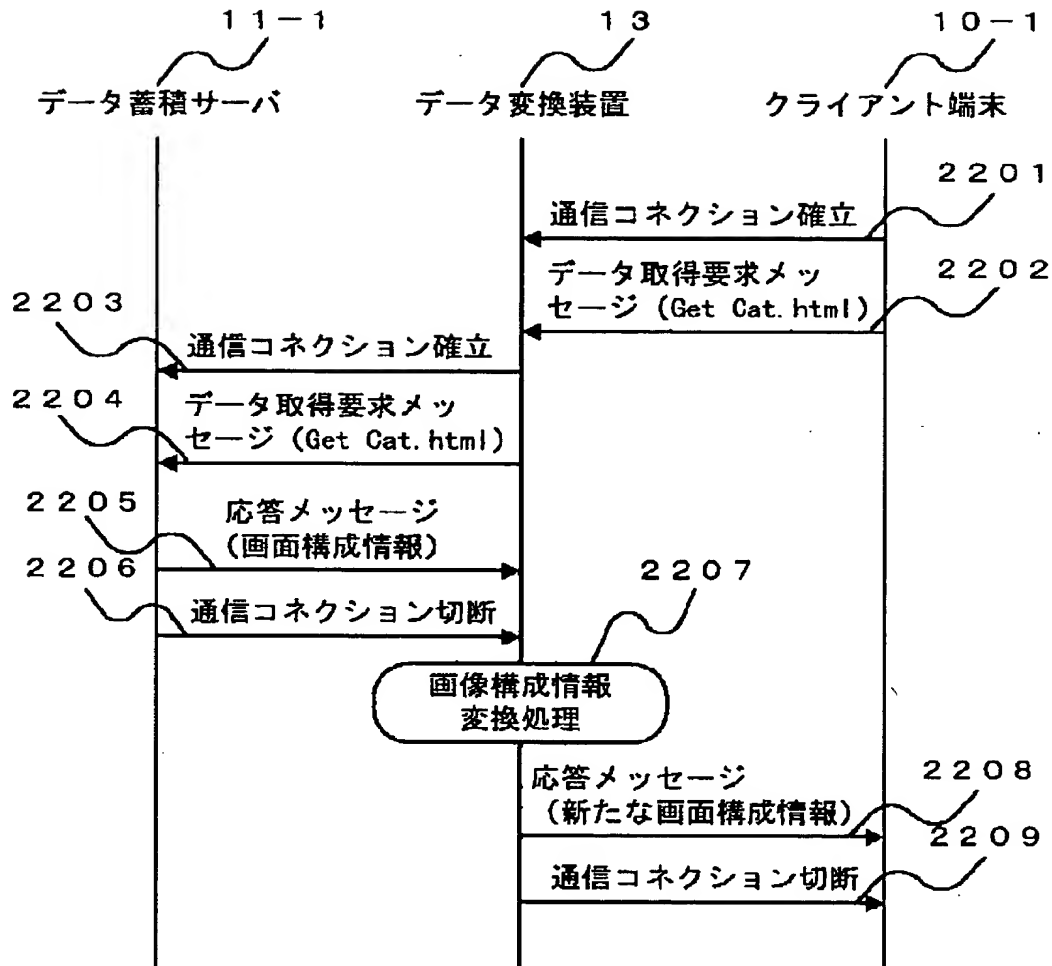 １１－１
１３
１０－１
データ蓄積サーバ
データ変換装置
クライアント端末
２２０１
通信コネクション確立
データ取得要求メッ
セージ (Get Cat.html)
２２０２
２２０３
通信コネクション確立
２２０４
データ取得要求メッ
セージ (Get Cat.html)
２２０５
応答メッセージ
(画面構成情報)
２２０６
通信コネクション切断
２２０７
画像構成情報
変換処理
応答メッセージ
(新たな画面構成情報)
２２０８
２２０９
通信コネクション切断